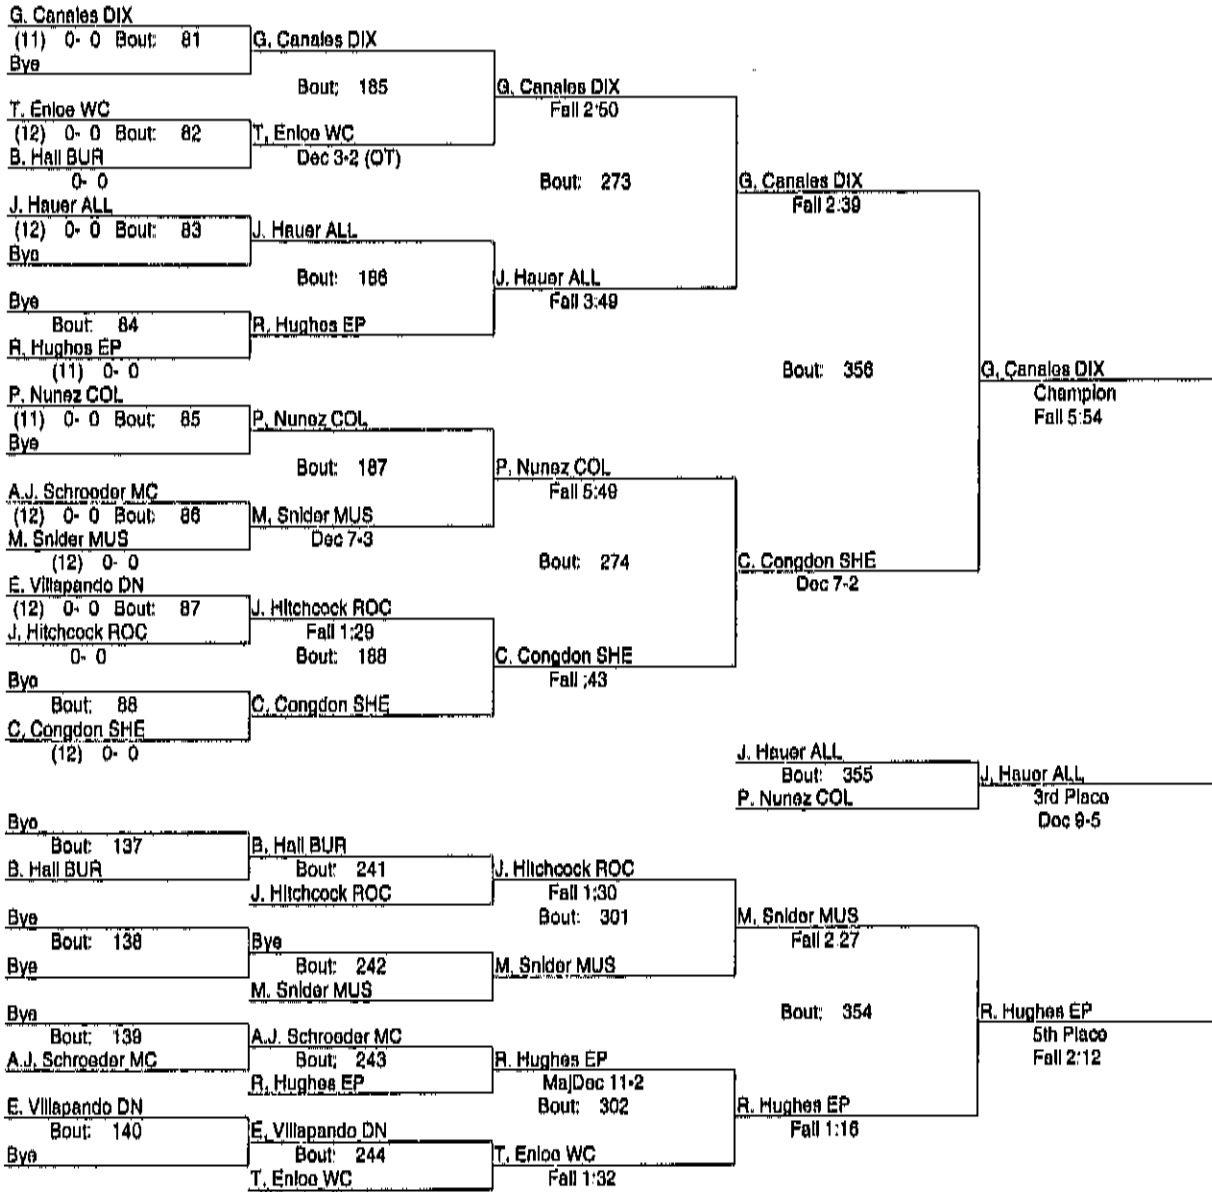 G. Canales DIX
(11) 0- 0 Bout: 81
Bye
G. Canales DIX
Bout: 185
T. Enloe WC
(12) 0- 0 Bout: 82
B. Hall BUR
0- 0
T. Enloe WC
Dec 3-2 (OT)
G. Canales DIX
Fall 2:50
Bout: 273
J. Hauer ALL
(12) 0- 0 Bout: 83
Bye
J. Hauer ALL
Bout: 186
Bye
Bout: 84
R. Hughes EP
(11) 0- 0
R. Hughes EP
J. Hauer ALL
Fall 3:49
G. Canales DIX
Fall 2:39
Bout: 356
P. Nunez COL
(11) 0- 0 Bout: 85
Bye
P. Nunez COL
Bout: 187
A.J. Schroeder MC
(12) 0- 0 Bout: 86
M. Snider MUS
(12) 0- 0
M. Snider MUS
Dec 7-3
P. Nunez COL
Fall 5:49
Bout: 274
E. Villapando DN
(12) 0- 0 Bout: 87
J. Hitchcock ROC
0- 0
J. Hitchcock ROC
Fall 1:29
Bout: 188
Bye
Bout: 88
C. Congdon SHE
(12) 0- 0
C. Congdon SHE
C. Congdon SHE
Fall :43
C. Congdon SHE
Dec 7-2
G. Canales DIX
Champion
Fall 5:54
J. Hauer ALL
Bout: 355
P. Nunez COL
J. Hauer ALL
3rd Place
Dec 9-5
Bye
Bout: 137
B. Hall BUR
B. Hall BUR
Bout: 241
J. Hitchcock ROC
J. Hitchcock ROC
Fall 1:30
Bout: 301
Bye
Bout: 138
Bye
Bye
Bout: 242
M. Snider MUS
M. Snider MUS
M. Snider MUS
Fall 2:27
Bout: 354
Bye
Bout: 139
A.J. Schroeder MC
A.J. Schroeder MC
Bout: 243
R. Hughes EP
R. Hughes EP
MajDec 11-2
Bout: 302
E. Villapando DN
Bout: 140
Bye
E. Villapando DN
Bout: 244
T. Enloe WC
T. Enloe WC
Fall 1:32
R. Hughes EP
Fall 1:16
R. Hughes EP
5th Place
Fall 2:12